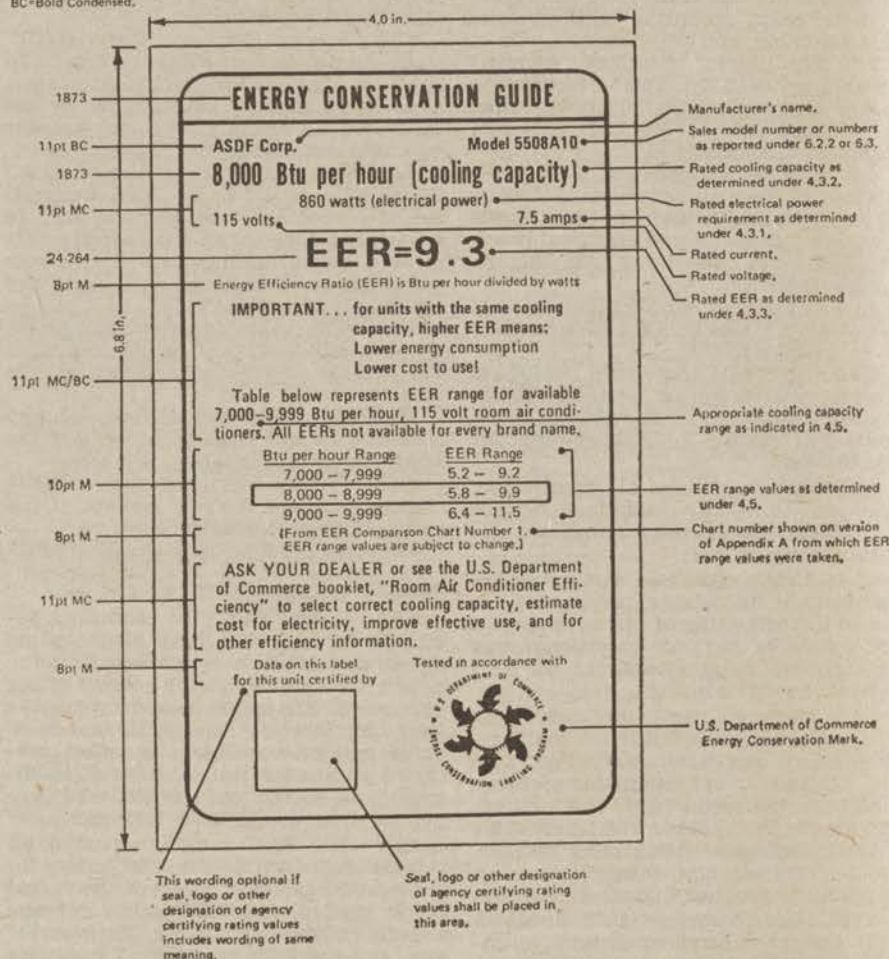 BC=Bold Condensed.
4.0 in.
6.8 in.
1873
ENERGY CONSERVATION GUIDE
11pt BC
ASDF Corp.
Model 5508A10
1873
8,000 Btu per hour (cooling capacity)
11pt MC
860 watts (electrical power)
115 volts
7.5 amps
24-264
EER=9.3
8pt M
Energy Efficiency Ratio (EER) is Btu per hour divided by watts
11pt MC/BC
IMPORTANT... for units with the same cooling
capacity, higher EER means:
Lower energy consumption
Lower cost to use!
Table below represents EER range for available
7,000–9,999 Btu per hour, 115 volt room air condi-
tioners. All EERs not available for every brand name.
10pt M
Btu per hour Range EER Range
7,000 – 7,999 5.2 – 9.2
8,000 – 8,999 5.8 – 9.9
9,000 – 9,999 6.4 – 11.5
8pt M
(From EER Comparison Chart Number 1.
EER range values are subject to change.)
11pt MC
ASK YOUR DEALER or see the U.S. Department
of Commerce booklet, "Room Air Conditioner Effi-
ciency" to select correct cooling capacity, estimate
cost for electricity, improve effective use, and for
other efficiency information.
8pt M
Data on this label
for this unit certified by
Tested in accordance with
U.S. DEPARTMENT OF COMMERCE
ENERGY CONSERVATION LABELING PROGRAM
Manufacturer's name.
Sales model number or numbers
as reported under 6.2.2 or 6.3.
Rated cooling capacity as
determined under 4.3.2.
Rated electrical power
requirement as determined
under 4.3.1.
Rated current.
Rated voltage.
Rated EER as determined
under 4.3.3.
Appropriate cooling capacity
range as indicated in 4.5.
EER range values as determined
under 4.5.
Chart number shown on version
of Appendix A from which EER
range values were taken.
U.S. Department of Commerce
Energy Conservation Mark.
This wording optional if
seal, logo or other
designation of agency
certifying rating values
includes wording of same
meaning.
Seal, logo or other designation
of agency certifying rating
values shall be placed in
this area.